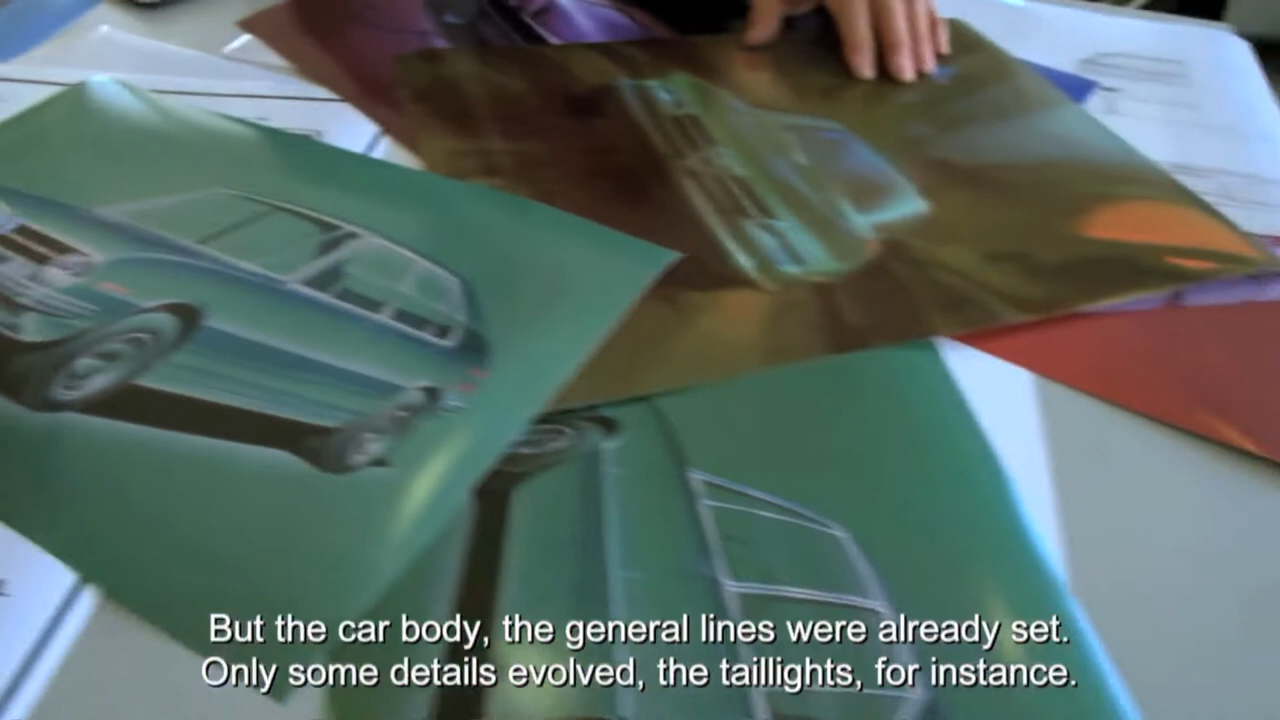 But the car body, the general lines were already set.
Only some details evolved, the taillights, for instance.